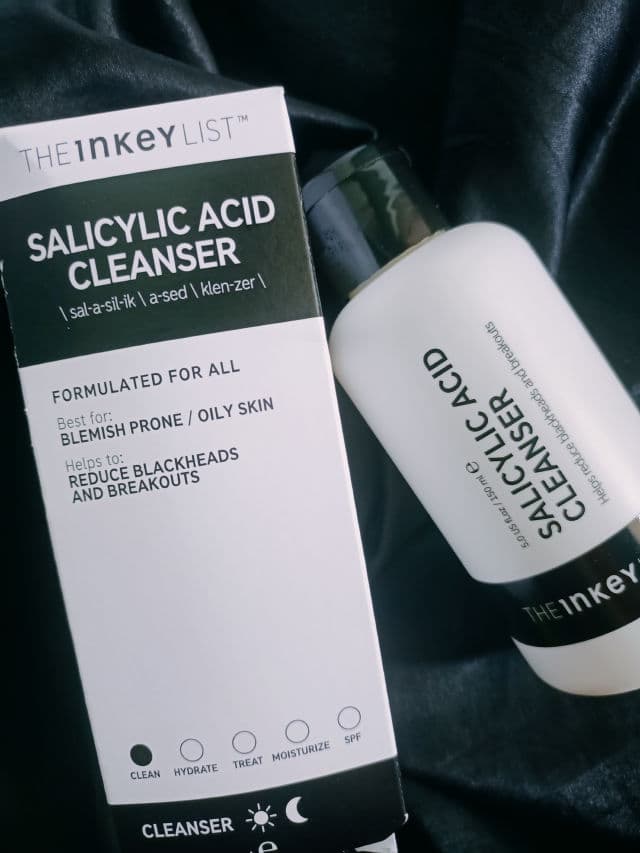 THE INKEY LIST™
SALICYLIC ACID
CLEANSER
\ sal-a-sil-ik \ a-sed \ klen-zer \
FORMULATED FOR ALL
Best for:
BLEMISH PRONE / OILY SKIN
Helps to:
REDUCE BLACKHEADS
AND BREAKOUTS
CLEAN HYDRATE TREAT MOISTURIZE SPF
CLEANSER
e
SALICYLIC ACID
CLEANSER
Helps reduce blackheads and breakouts
5.0 US fl.oz / 150 ml e
THE INKEY